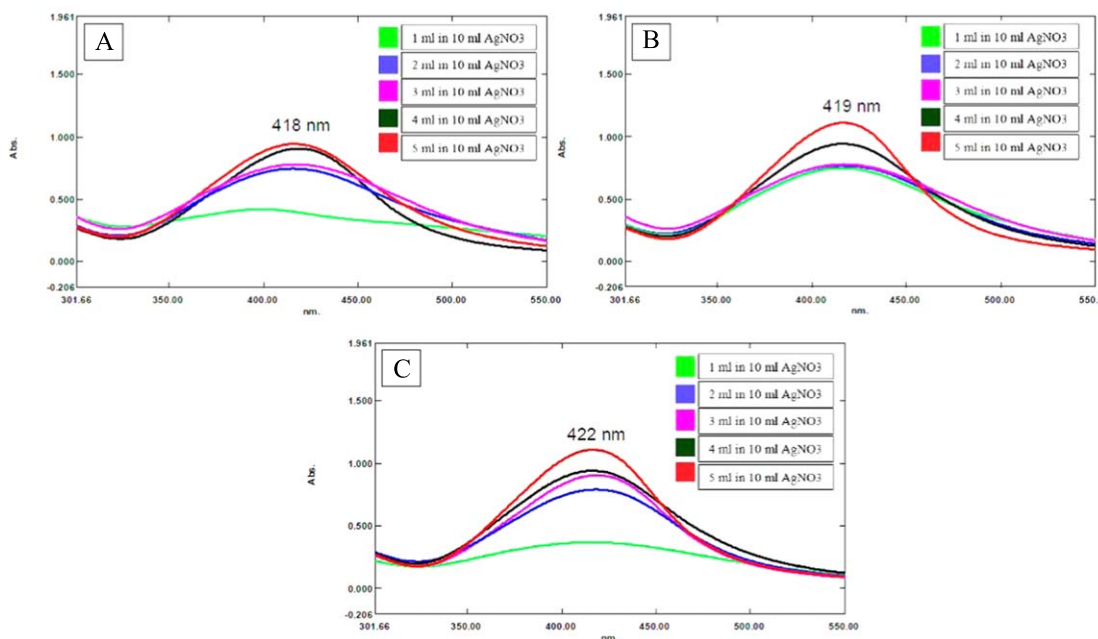 A
1.961
1.500
1.000
0.500
0.000
-0.206
Abs.
418 nm
1 ml in 10 ml AgNO3
2 ml in 10 ml AgNO3
3 ml in 10 ml AgNO3
4 ml in 10 ml AgNO3
5 ml in 10 ml AgNO3
301.66 350.00 400.00 450.00 500.00 550.00
nm.
B
1.961
1.500
1.000
0.500
0.000
-0.206
Abs.
419 nm
1 ml in 10 ml AgNO3
2 ml in 10 ml AgNO3
3 ml in 10 ml AgNO3
4 ml in 10 ml AgNO3
5 ml in 10 ml AgNO3
301.66 350.00 400.00 450.00 500.00 550.00
nm.
C
1.961
1.500
1.000
0.500
0.000
-0.206
Abs.
422 nm
1 ml in 10 ml AgNO3
2 ml in 10 ml AgNO3
3 ml in 10 ml AgNO3
4 ml in 10 ml AgNO3
5 ml in 10 ml AgNO3
301.66 350.00 400.00 450.00 500.00 550.00
nm